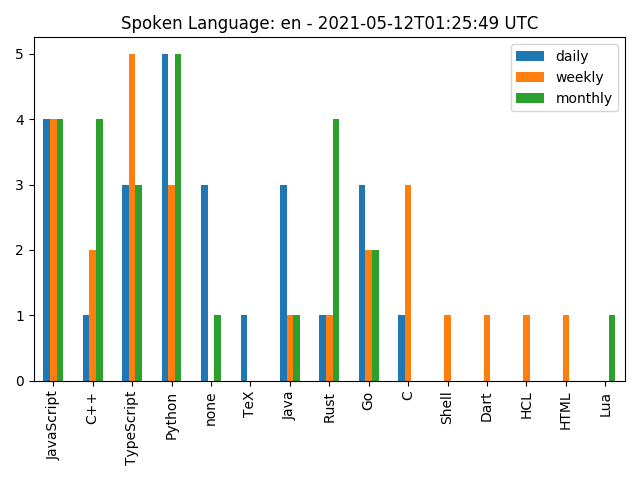 Spoken Language: en - 2021-05-12T01:25:49 UTC
daily
weekly
monthly
5
4
3
2
1
0
JavaScript
C++
TypeScript
Python
none
TeX
Java
Rust
Go
C
Shell
Dart
HCL
HTML
Lua